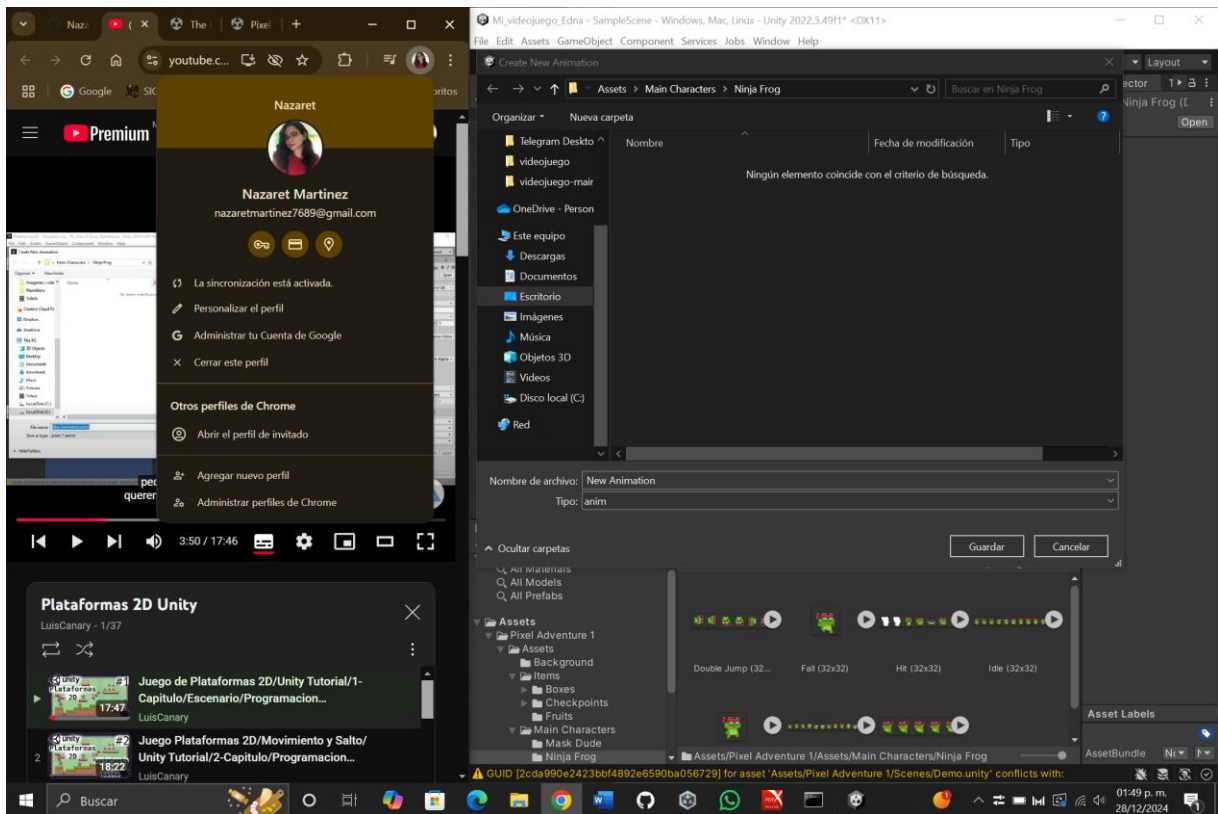 Naza
(
The
Pixel
youtube.c...
Google
SIC
oritos
Premium
Nazaret
Nazaret Martinez
nazaretmartinez7689@gmail.com
La sincronización está activada.
Personalizar el perfil
Administrar tu Cuenta de Google
Cerrar este perfil
Otros perfiles de Chrome
Abrir el perfil de invitado
Agregar nuevo perfil
Administrar perfiles de Chrome
queren
3:50 / 17:46
Plataformas 2D Unity
LuisCanary - 1/37
Juego de Plataformas 2D/Unity Tutorial/1-
Capitulo/Escenario/Programacion...
LuisCanary
17:47
2
Juego Plataformas 2D/Movimiento y Salto/
Unity Tutorial/2-Capitulo/Programacion...
LuisCanary
18:22
Mi_videojuego_Edna - SampleScene - Windows, Mac, Linux - Unity 2022.3.49f1* <DX11>
File Edit Assets GameObject Component Services Jobs Window Help
Create New Animation
Layout
ector
Assets > Main Characters > Ninja Frog
Buscar en Ninja Frog
Open
Organizar
Nueva carpeta
Nombre
Fecha de modificación
Tipo
Ningún elemento coincide con el criterio de búsqueda.
Telegram Deskto
videojuego
videojuego-mair
OneDrive - Person
Este equipo
Descargas
Documentos
Escritorio
Imágenes
Música
Objetos 3D
Videos
Disco local (C:)
Red
Nombre de archivo: New Animation
Tipo: anim
Ocultar carpetas
Guardar
Cancelar
All Materials
All Models
All Prefabs
Assets
Pixel Adventure 1
Assets
Background
Items
Boxes
Checkpoints
Fruits
Main Characters
Mask Dude
Ninja Frog
Double Jump (32...
Fall (32x32)
Hit (32x32)
Idle (32x32)
Assets/Pixel Adventure 1/Assets/Main Characters/Ninja Frog
Asset Labels
AssetBundle
GUID [2cda990e2423bbf4892e6590ba056729] for asset 'Assets/Pixel Adventure 1/Scenes/Demo.unity' conflicts with:
Buscar
01:49 p. m.
28/12/2024